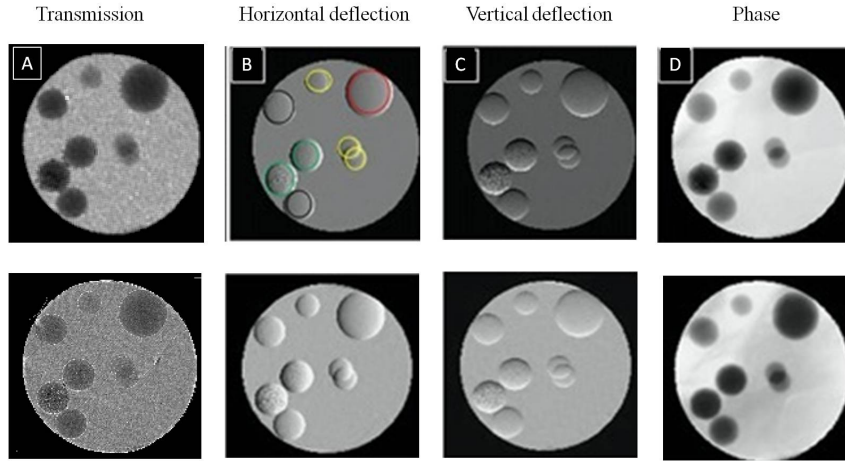 Transmission
Horizontal deflection
Vertical deflection
Phase
A
B
C
D